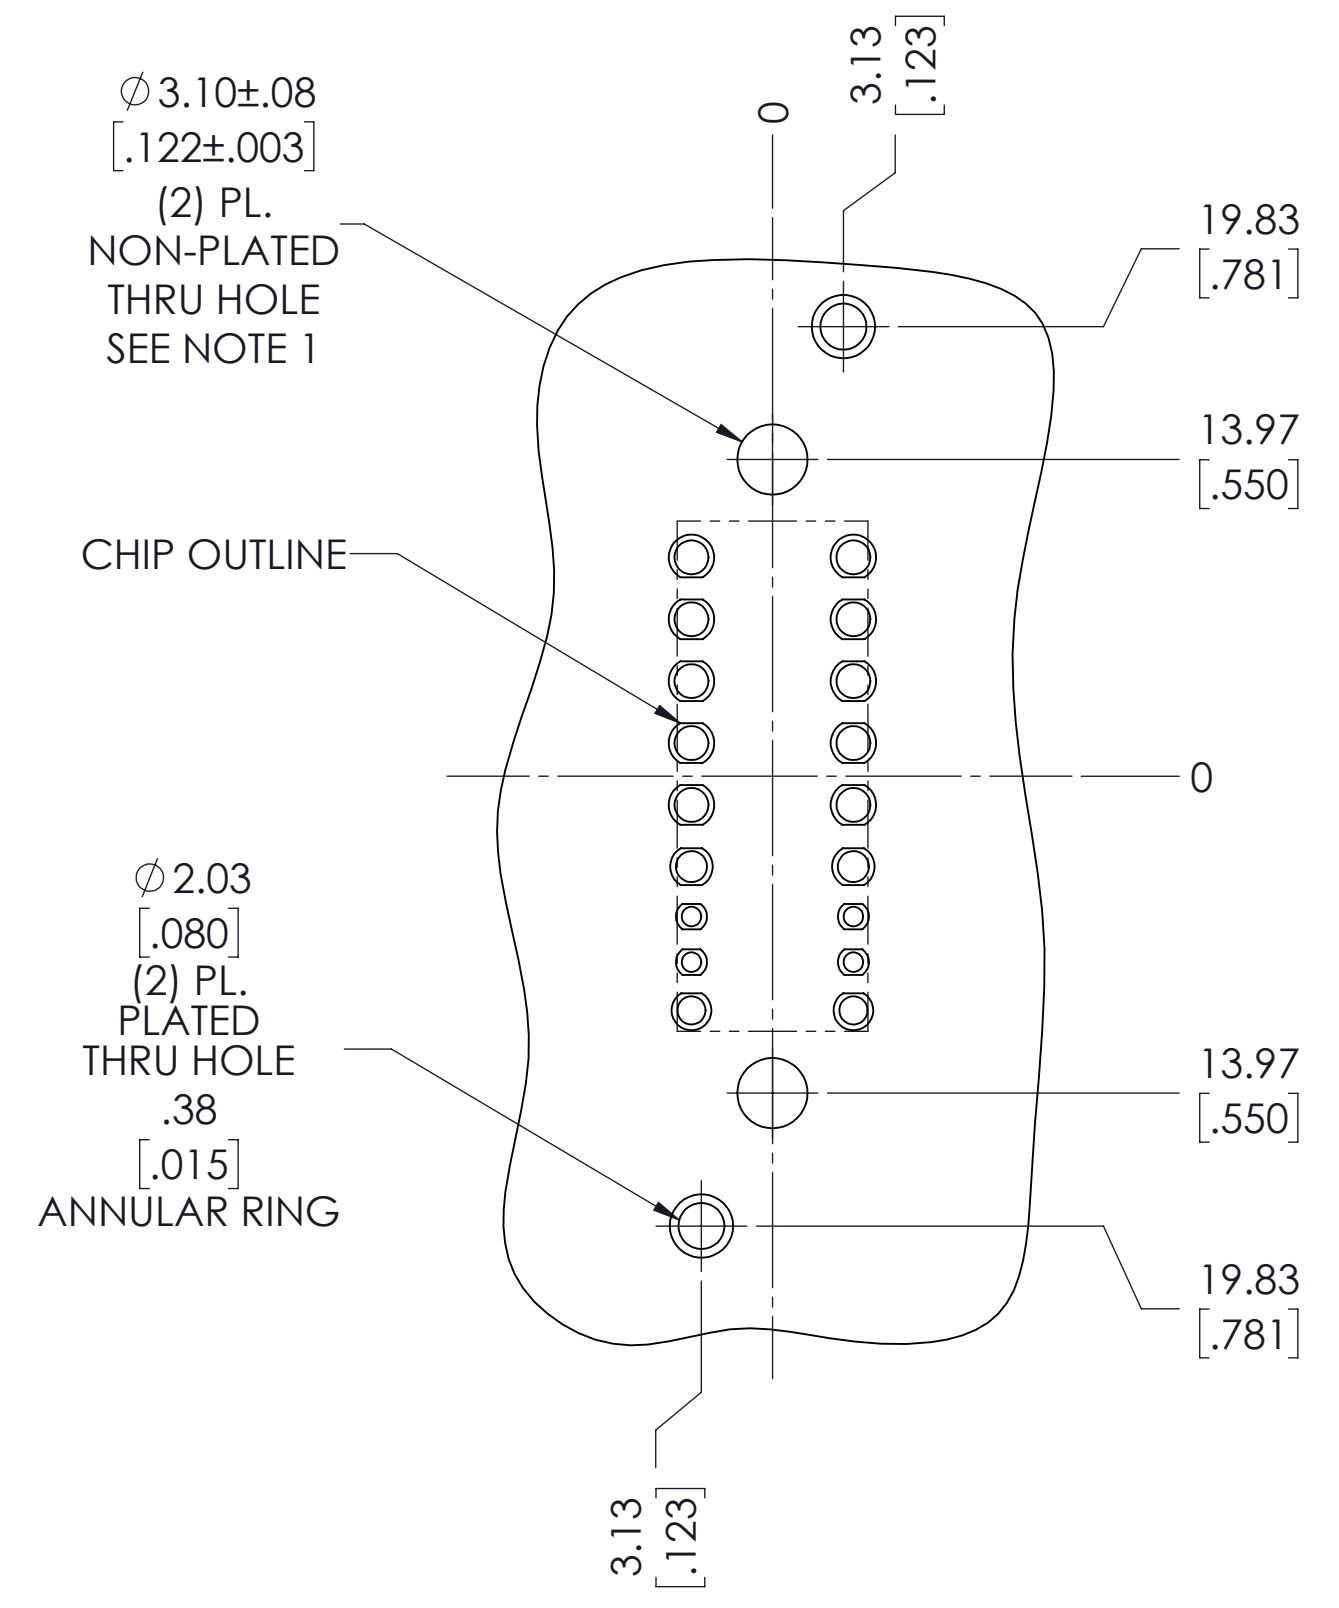 ⌀3.10±.08
[.122±.003]
(2) PL.
NON-PLATED
THRU HOLE
SEE NOTE 1
0
3.13
[.123]
19.83
[.781]
13.97
[.550]
CHIP OUTLINE
0
⌀2.03
[.080]
(2) PL.
PLATED
THRU HOLE
.38
[.015]
ANNULAR RING
13.97
[.550]
19.83
[.781]
3.13
[.123]